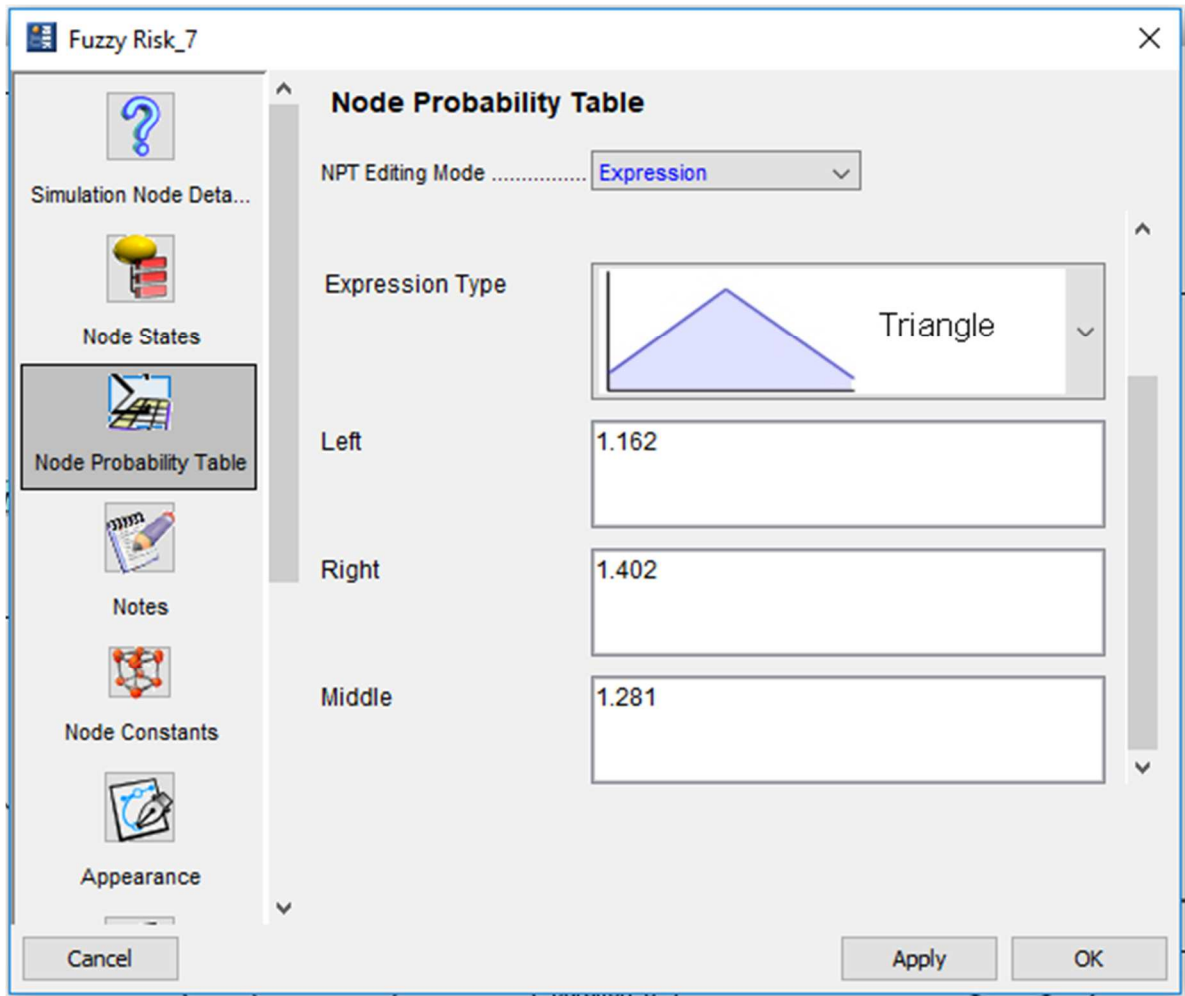 Fuzzy Risk_7
Simulation Node Deta...
Node States
Node Probability Table
Notes
Node Constants
Appearance
Node Probability Table
NPT Editing Mode ................ Expression
Expression Type
Triangle
Left
1.162
Right
1.402
Middle
1.281
Cancel
Apply
OK